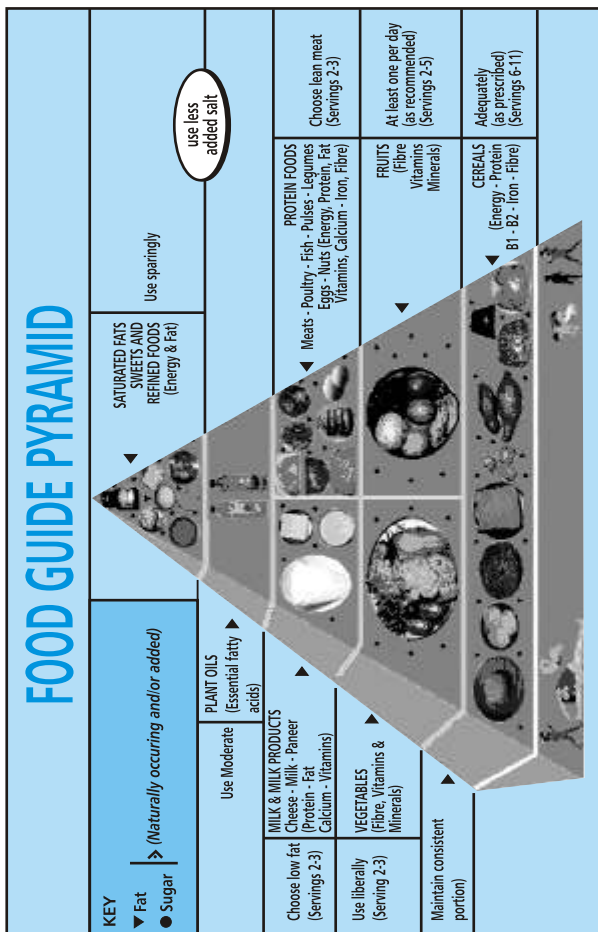 FOOD GUIDE PYRAMID
KEY
▼ Fat
● Sugar
(Naturally occuring and/or added)
SATURATED FATS
SWEETS AND
REFINED FOODS
(Energy & Fat)
Use sparingly
use less
added salt
PLANT OILS
(Essential fatty
acids)
Use Moderate
MILK & MILK PRODUCTS
Cheese - Milk - Paneer
(Protein - Fat
Calcium - Vitamins)
Choose low fat
(Servings 2-3)
PROTEIN FOODS
Meats - Poultry - Fish - Pulses - Legumes
Eggs - Nuts (Energy, Protein, Fat
Vitamins, Calcium - Iron, Fibre)
Choose lean meat
(Servings 2-3)
VEGETABLES
(Fibre, Vitamins &
Minerals)
Use liberally
(Serving 2-3)
FRUITS
(Fibre
Vitamins
Minerals)
At least one per day
(as recommended)
(Servings 2-5)
Maintain consistent
portion)
CEREALS
(Energy - Protein
B1 - B2 - Iron - Fibre)
Adequately
(as prescribed)
(Servings 6-11)